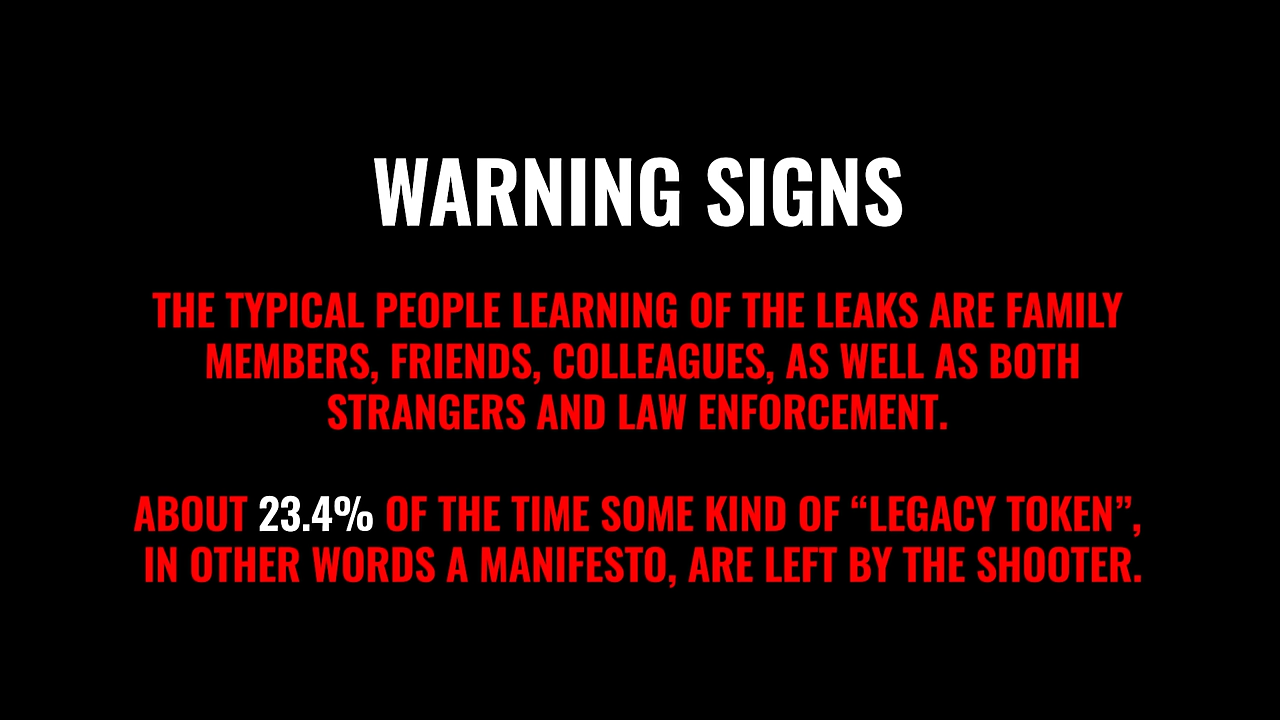 WARNING SIGNS
THE TYPICAL PEOPLE LEARNING OF THE LEAKS ARE FAMILY
MEMBERS, FRIENDS, COLLEAGUES, AS WELL AS BOTH
STRANGERS AND LAW ENFORCEMENT.
ABOUT 23.4% OF THE TIME SOME KIND OF “LEGACY TOKEN”,
IN OTHER WORDS A MANIFESTO, ARE LEFT BY THE SHOOTER.